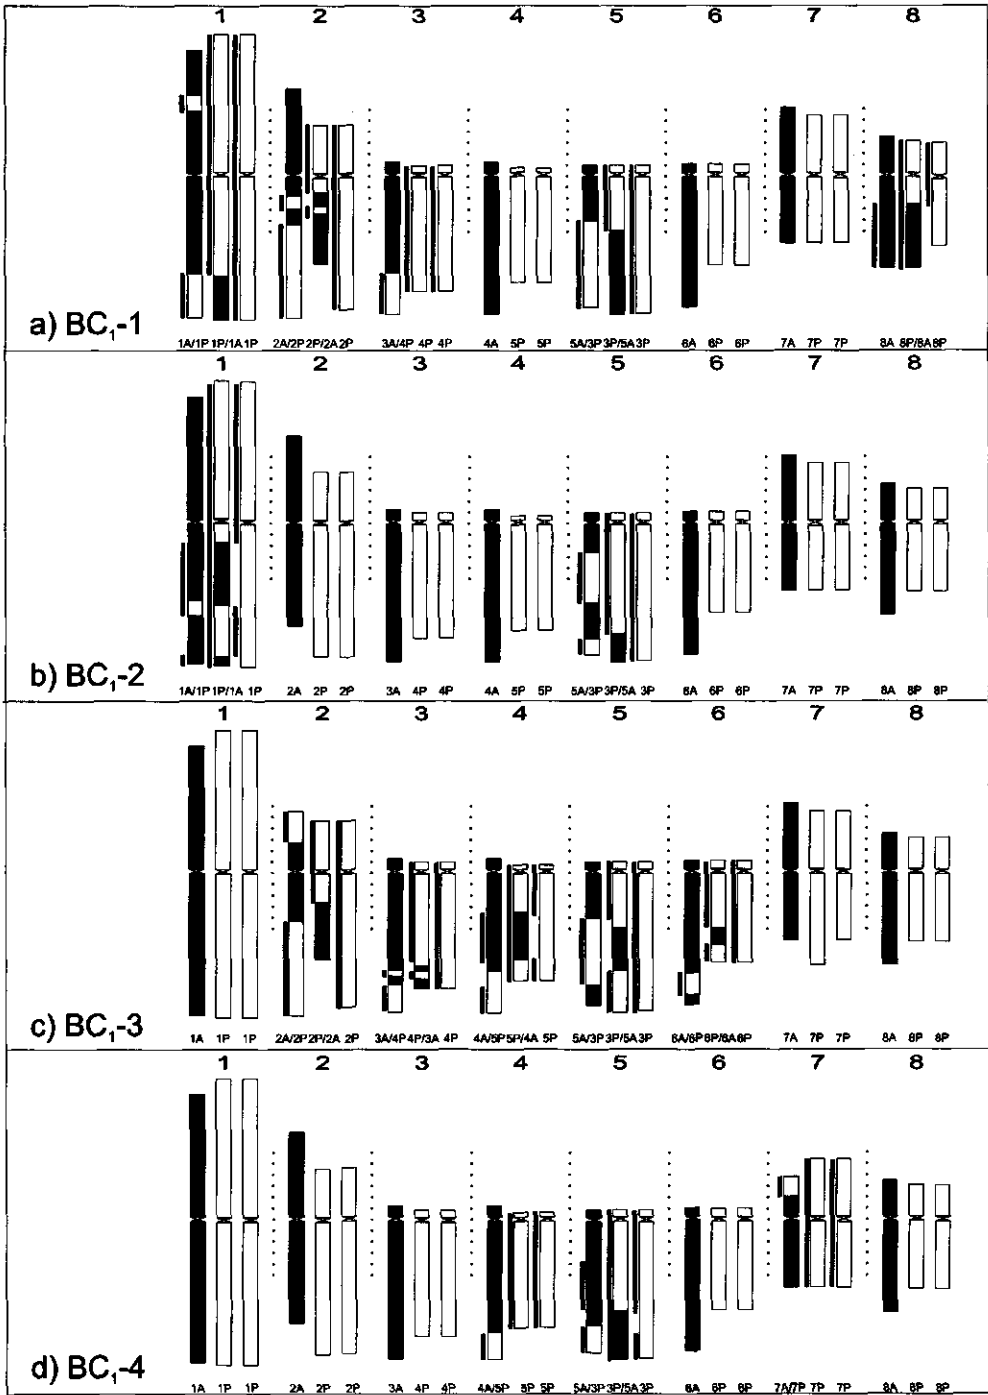 1 2 3 4 5 6 7 8
a) BC₁-1
1A/1P 1P/1A 1P 2A/2P 2P/2A 2P 3A/4P 4P 4P 4A 5P 5P 5A/3P 3P/5A 3P 6A 6P 6P 7A 7P 7P 8A 8P/8A 8P
1 2 3 4 5 6 7 8
b) BC₁-2
1A/1P 1P/1A 1P 2A 2P 2P 3A 4P 4P 4A 5P 5P 5A/3P 3P/5A 3P 6A 6P 6P 7A 7P 7P 8A 8P 8P
1 2 3 4 5 6 7 8
c) BC₁-3
1A 1P 1P 2A/2P 2P/2A 2P 3A/4P 4P/3A 4P 4A/5P 5P/4A 5P 5A/3P 3P/5A 3P 6A/6P 6P/6A 6P 7A 7P 7P 8A 8P 8P
1 2 3 4 5 6 7 8
d) BC₁-4
1A 1P 1P 2A 2P 2P 3A 4P 4P 4A/5P 5P 5P 5A/3P 3P/5A 3P 6A 6P 6P 7A/7P 7P 7P 8A 8P 8P